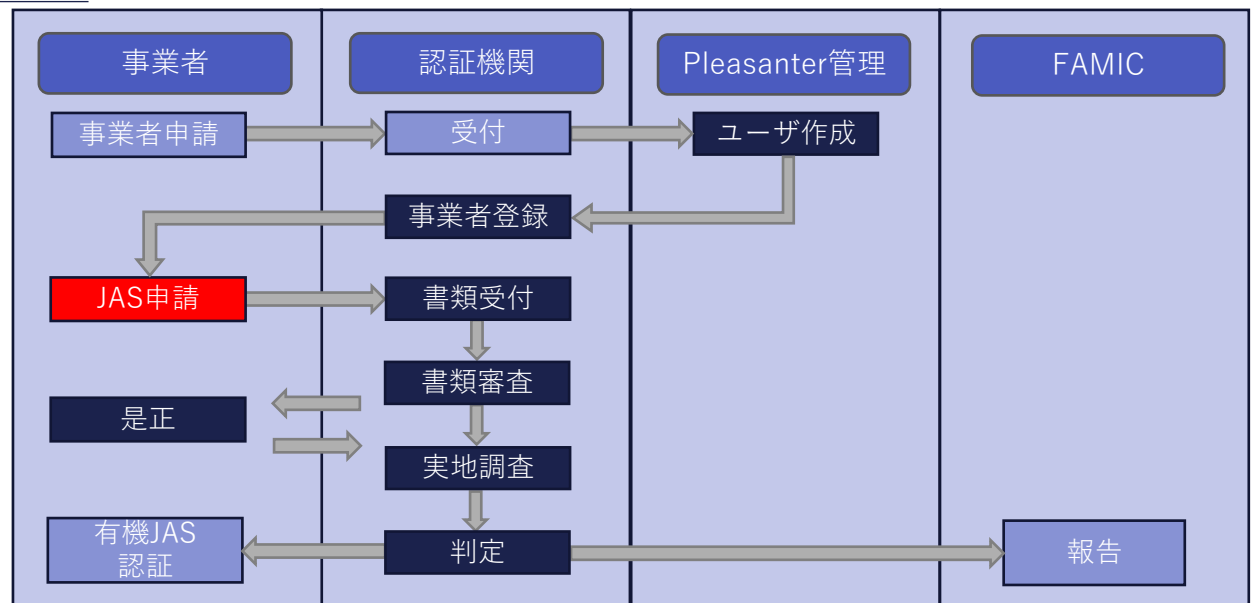 事業者
認証機関
Pleasanter管理
FAMIC
事業者申請
受付
ユーザ作成
事業者登録
JAS申請
書類受付
書類審査
是正
実地調査
有機JAS
認証
判定
報告